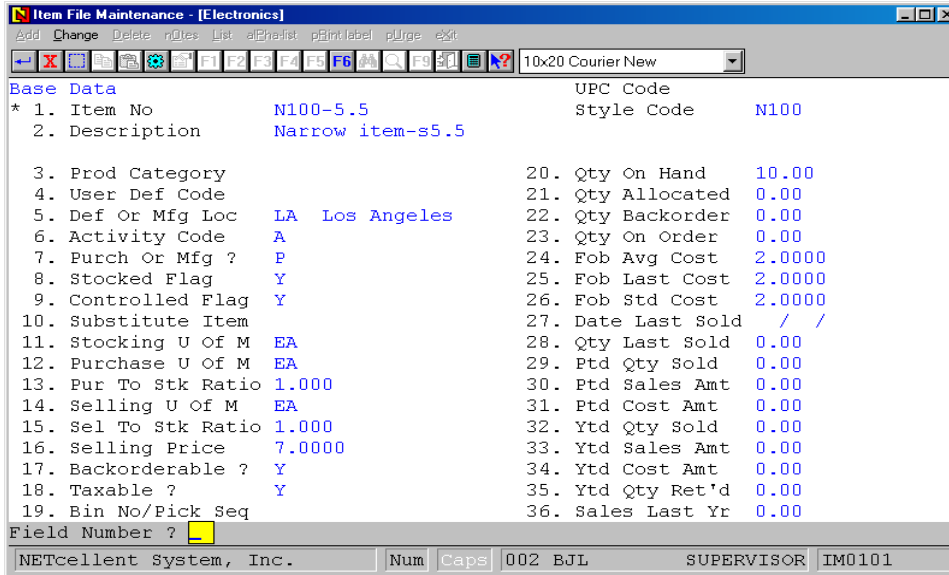 Item File Maintenance - [Electronics]
Add Change Delete nOtes List alPha-list pRint label pUrge eXit
F1 F2 F3 F4 F5 F6 F9 10x20 Courier New
Base Data UPC Code
* 1. Item No N100-5.5 Style Code N100
2. Description Narrow item-s5.5
3. Prod Category 20. Qty On Hand 10.00
4. User Def Code 21. Qty Allocated 0.00
5. Def Or Mfg Loc LA Los Angeles 22. Qty Backorder 0.00
6. Activity Code A 23. Qty On Order 0.00
7. Purch Or Mfg ? P 24. Fob Avg Cost 2.0000
8. Stocked Flag Y 25. Fob Last Cost 2.0000
9. Controlled Flag Y 26. Fob Std Cost 2.0000
10. Substitute Item 27. Date Last Sold / /
11. Stocking U Of M EA 28. Qty Last Sold 0.00
12. Purchase U Of M EA 29. Ptd Qty Sold 0.00
13. Pur To Stk Ratio 1.000 30. Ptd Sales Amt 0.00
14. Selling U Of M EA 31. Ptd Cost Amt 0.00
15. Sel To Stk Ratio 1.000 32. Ytd Qty Sold 0.00
16. Selling Price 7.0000 33. Ytd Sales Amt 0.00
17. Backorderable ? Y 34. Ytd Cost Amt 0.00
18. Taxable ? Y 35. Ytd Qty Ret'd 0.00
19. Bin No/Pick Seq 36. Sales Last Yr 0.00
Field Number ? _
NETcellent System, Inc. Num Caps 002 BJL SUPERVISOR IM0101